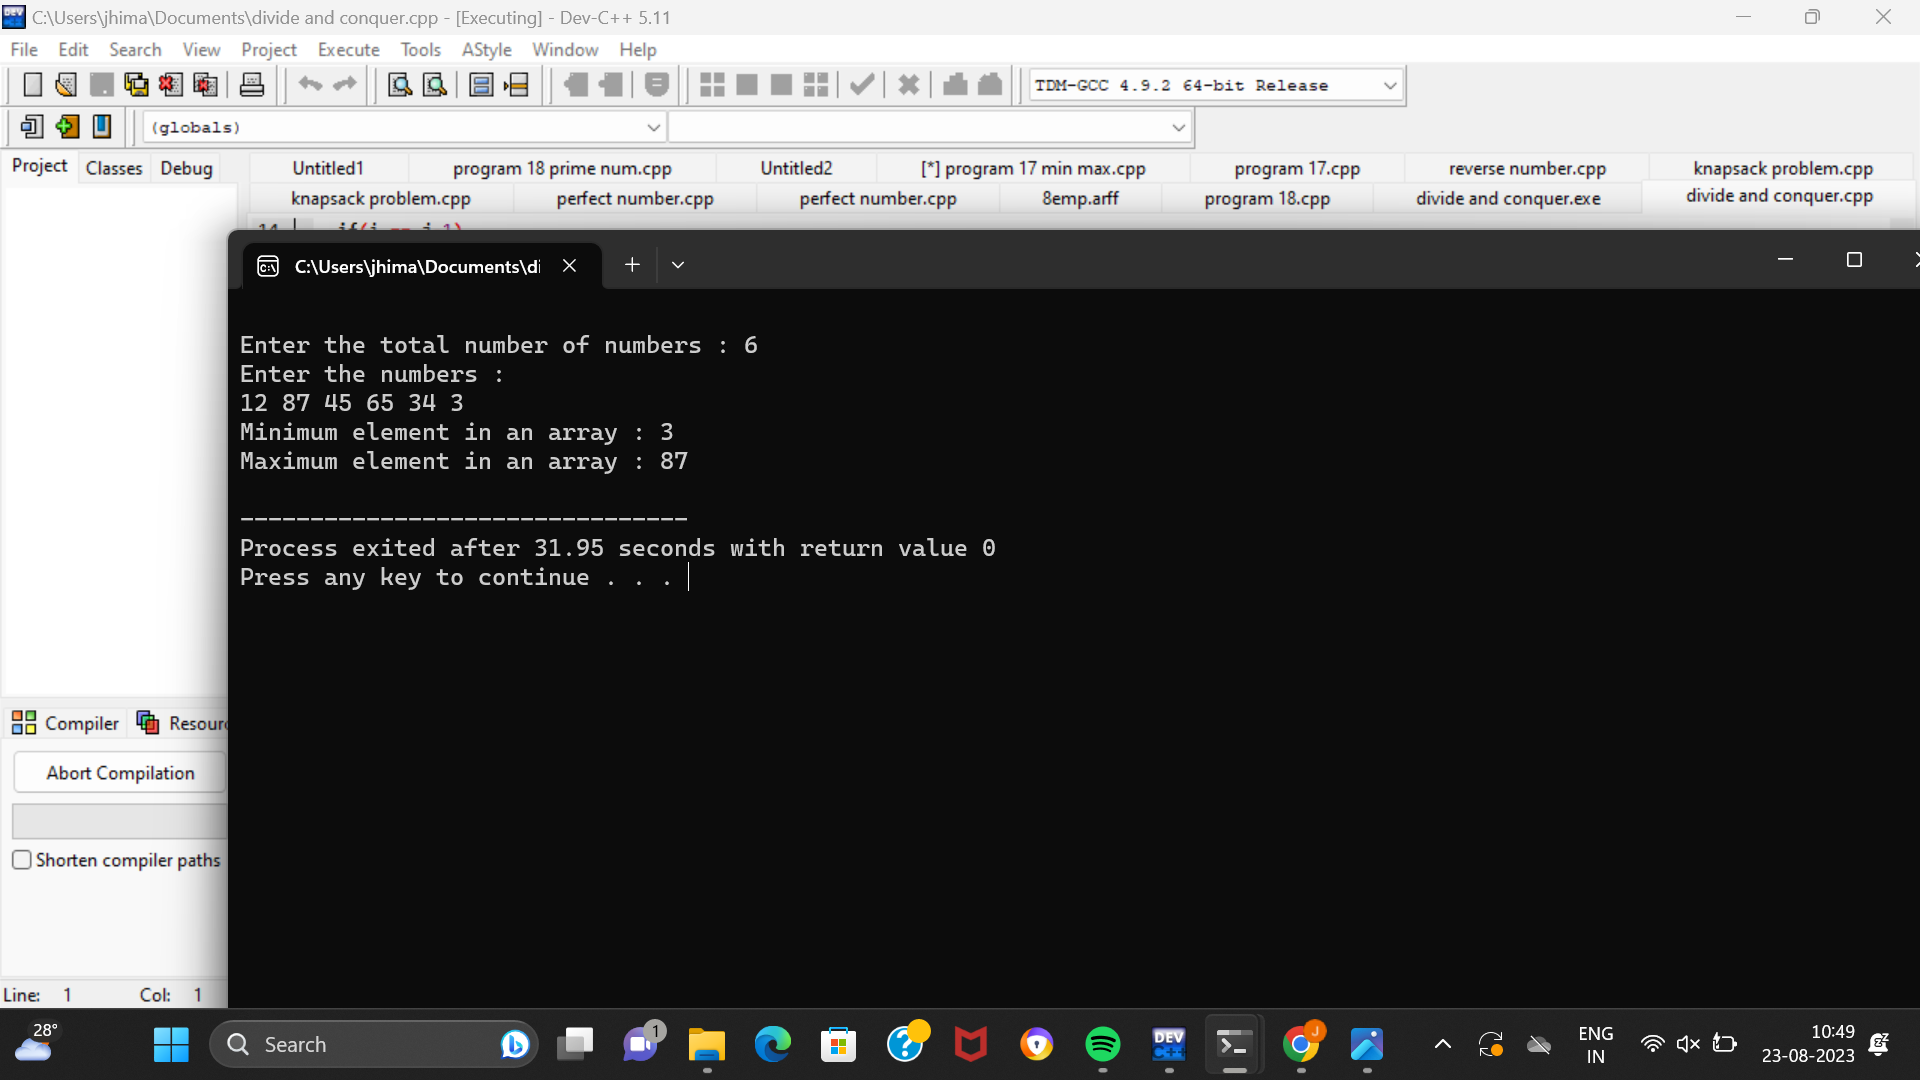 C:\Users\jhima\Documents\divide and conquer.cpp - [Executing] - Dev-C++ 5.11
File Edit Search View Project Execute Tools AStyle Window Help
TDM-GCC 4.9.2 64-bit Release
(globals)
Project Classes Debug
Untitled1 program 18 prime num.cpp Untitled2 [*] program 17 min max.cpp program 17.cpp reverse number.cpp knapsack problem.cpp
knapsack problem.cpp perfect number.cpp perfect number.cpp 8emp.arff program 18.cpp divide and conquer.exe divide and conquer.cpp
C:\Users\jhima\Documents\di
Enter the total number of numbers : 6
Enter the numbers :
12 87 45 65 34 3
Minimum element in an array : 3
Maximum element in an array : 87
--------------------------------
Process exited after 31.95 seconds with return value 0
Press any key to continue . . .
Compiler Resour
Abort Compilation
Shorten compiler paths
Line: 1 Col: 1
28°
Search
1
DEV
C++
J
ENG
IN
10:49
23-08-2023